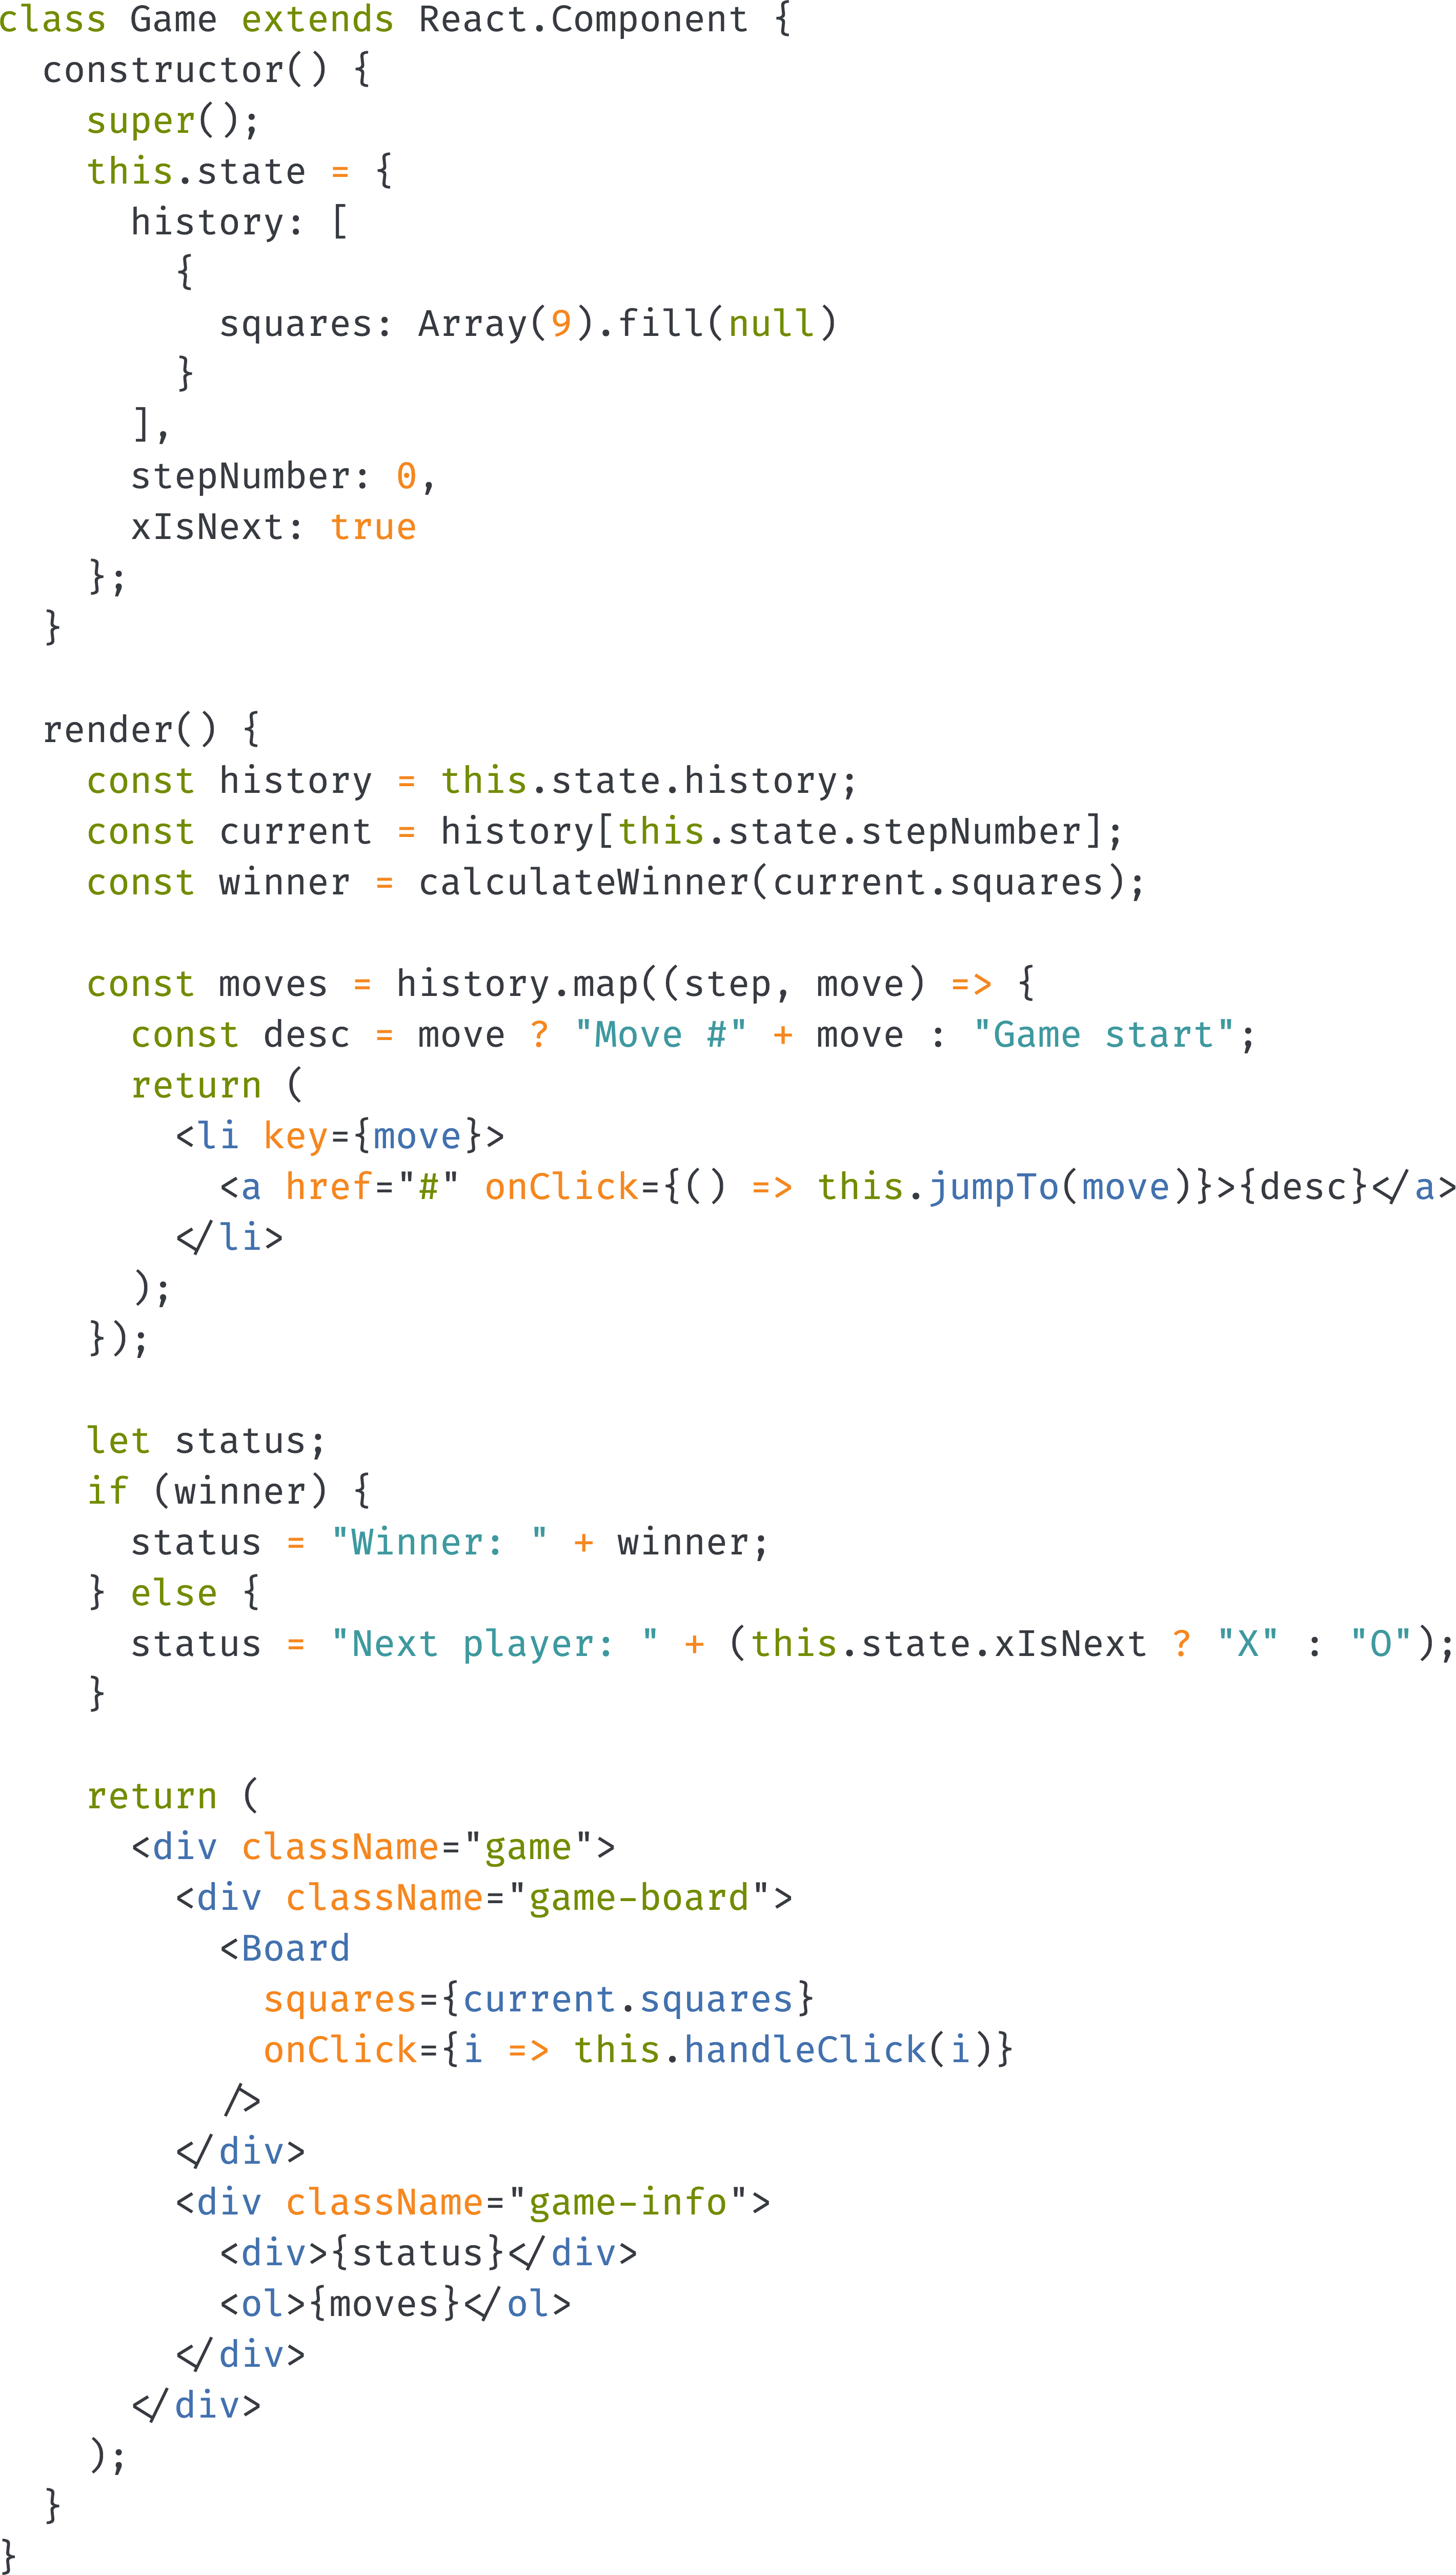 class Game extends React.Component {
  constructor() {
    super();
    this.state = {
      history: [
        {
          squares: Array(9).fill(null)
        }
      ],
      stepNumber: 0,
      xIsNext: true
    };
  }

  render() {
    const history = this.state.history;
    const current = history[this.state.stepNumber];
    const winner = calculateWinner(current.squares);

    const moves = history.map((step, move) => {
      const desc = move ? "Move #" + move : "Game start";
      return (
        <li key={move}>
          <a href="#" onClick={() => this.jumpTo(move)}>{desc}</a>
        </li>
      );
    });

    let status;
    if (winner) {
      status = "Winner: " + winner;
    } else {
      status = "Next player: " + (this.state.xIsNext ? "X" : "O");
    }

    return (
      <div className="game">
        <div className="game-board">
          <Board
            squares={current.squares}
            onClick={i => this.handleClick(i)}
          />
        </div>
        <div className="game-info">
          <div>{status}</div>
          <ol>{moves}</ol>
        </div>
      </div>
    );
  }
}